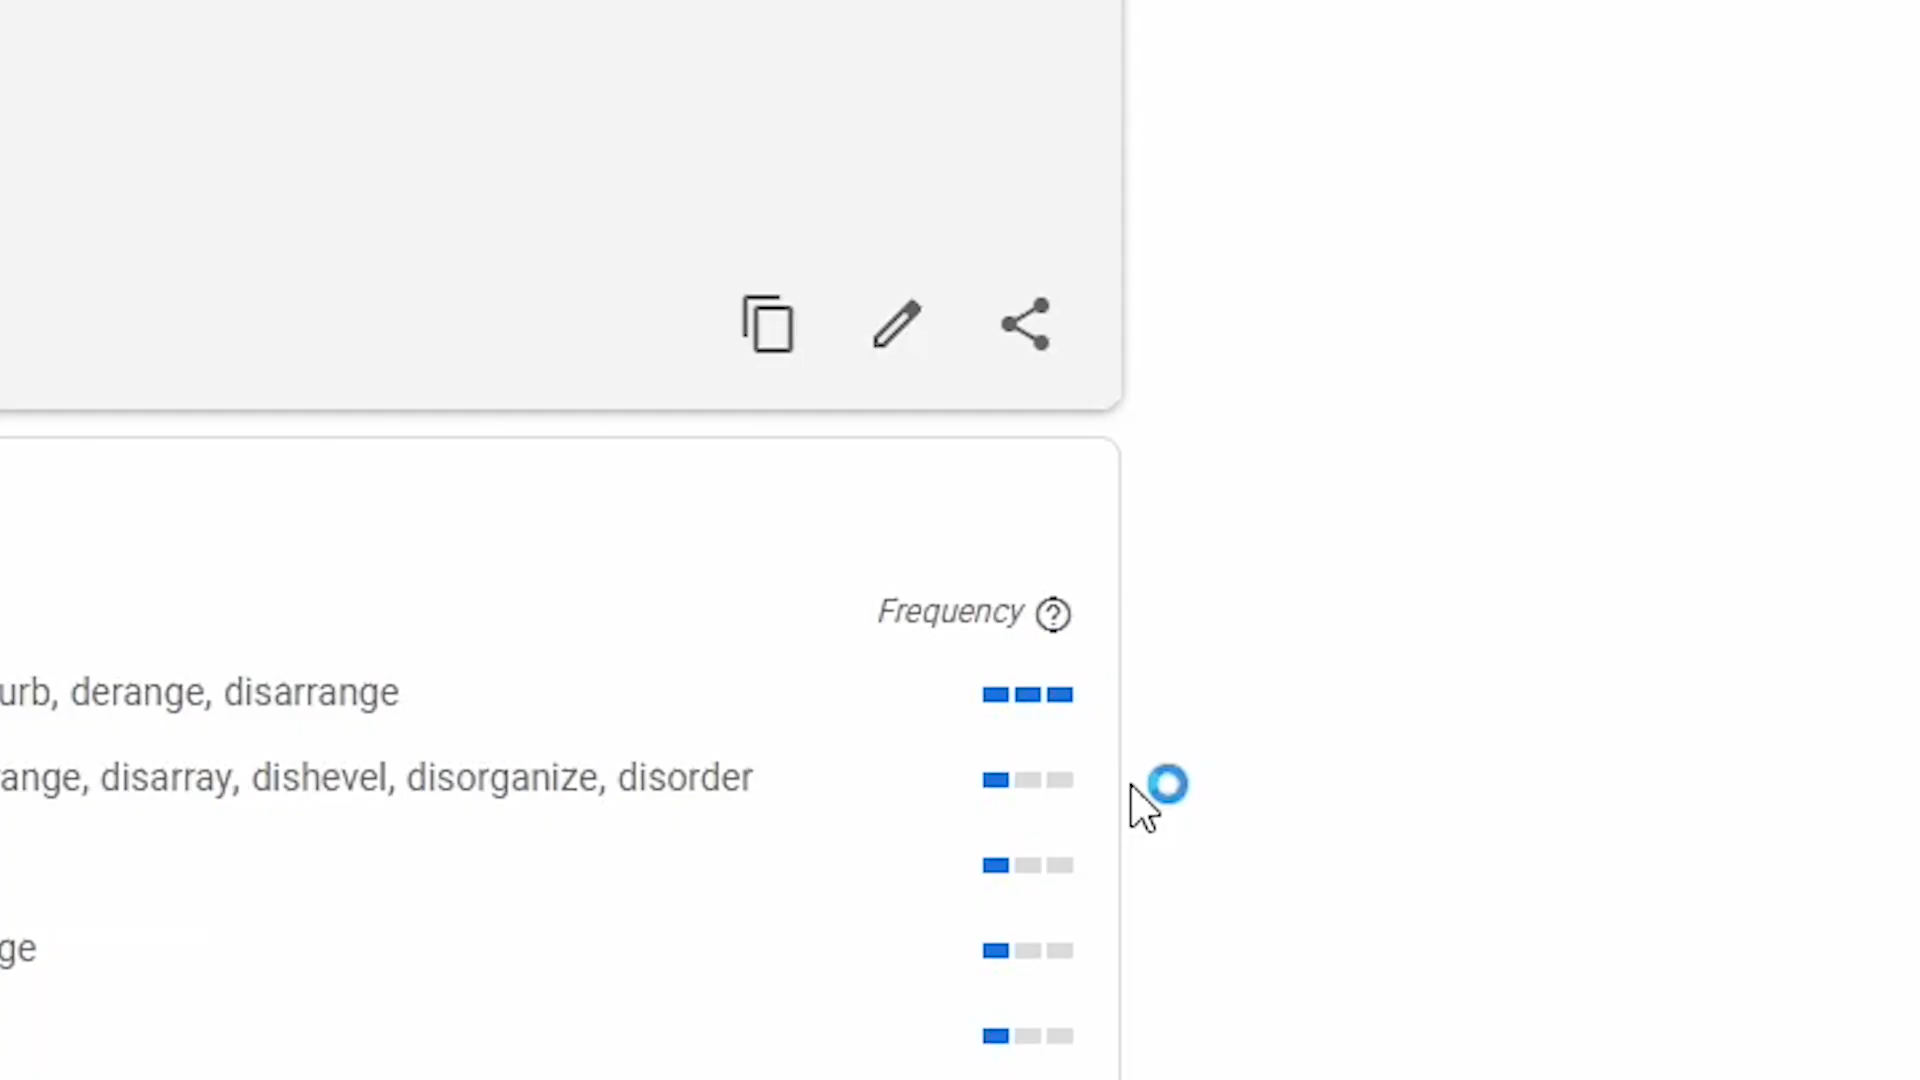 Frequency
urb, derange, disarrange
ange, disarray, dishevel, disorganize, disorder
ge